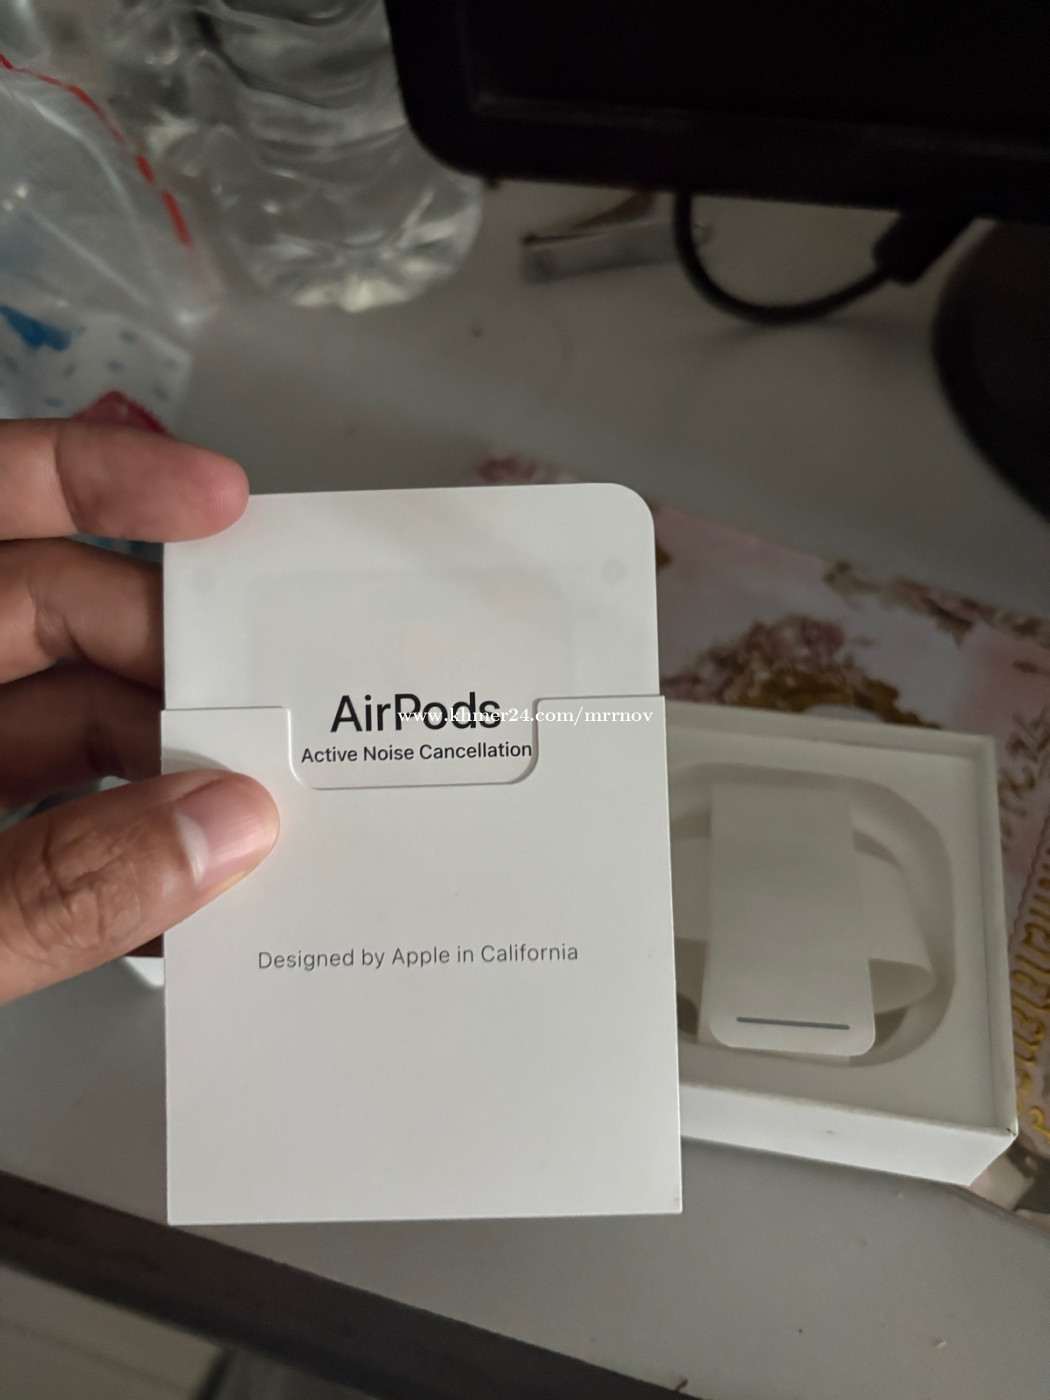 AirPods
www.khmer24.com/mrrnov
Active Noise Cancellation
Designed by Apple in California